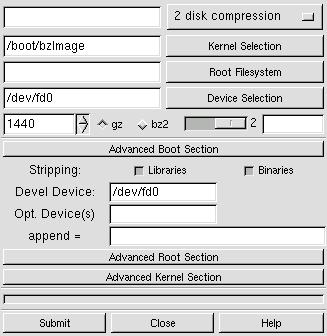 2 disk compression
/boot/bzImage Kernel Selection
Root Filesystem
/dev/fd0 Device Selection
1440 gz bz2 2
Advanced Boot Section
Stripping: Libraries Binaries
Devel Device: /dev/fd0
Opt. Device(s)
append =
Advanced Root Section
Advanced Kernel Section
Submit Close Help